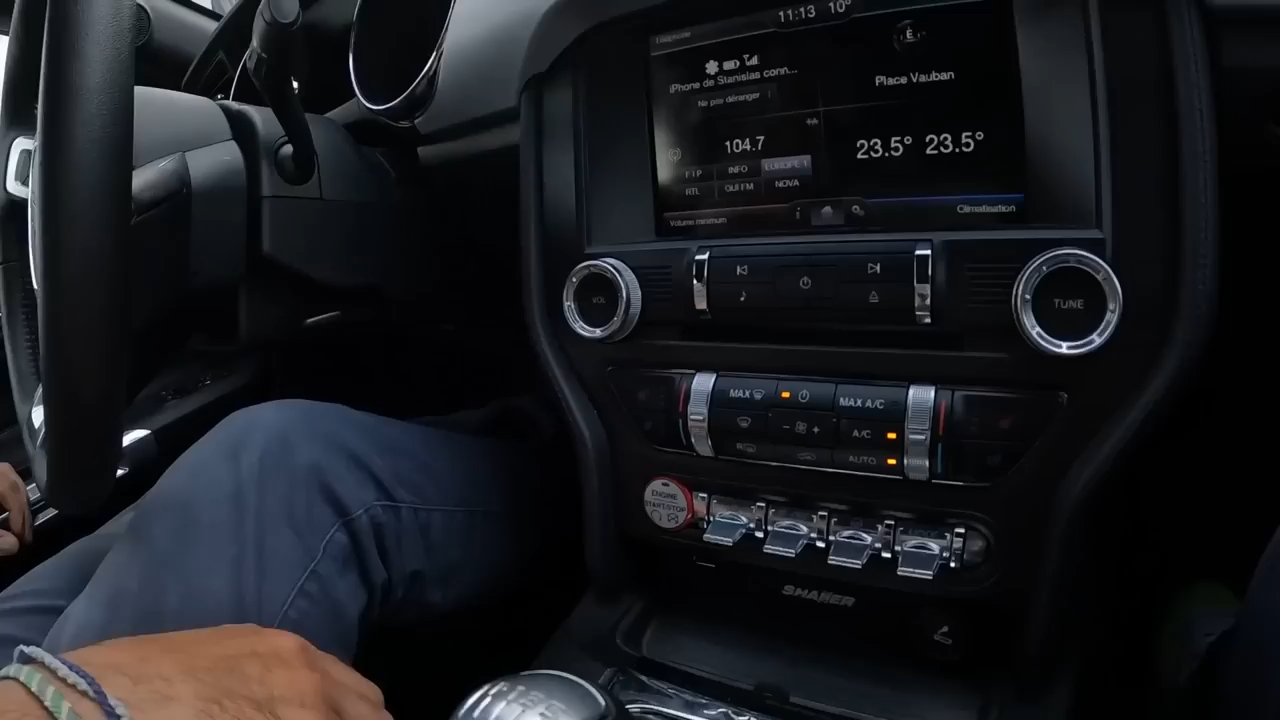 11:13 10°
Téléphone
E
iPhone de Stanislas conn...
Ne pas déranger
Place Vauban
104.7
23.5° 23.5°
FIP INFO EUROPE 1
RTL OUI FM NOVA
Volume minimum
Climatisation
VOL
TUNE
MAX
MAX A/C
A/C
R
AUTO
ENGINE
START/STOP
SHAKER